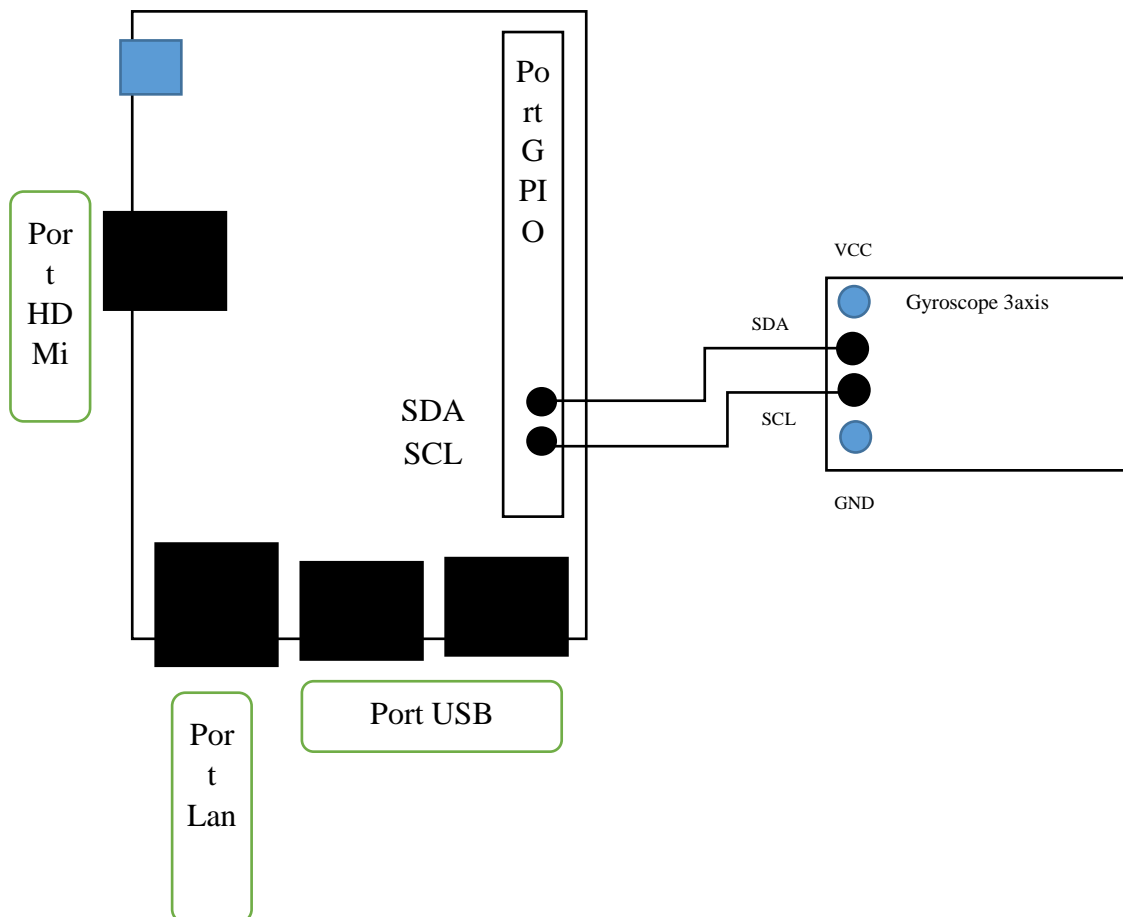 Po
rt
G
PI
O
Por
t
HD
Mi
VCC
Gyroscope 3axis
SDA
SDA
SCL
SCL
GND
Port USB
Por
t
Lan